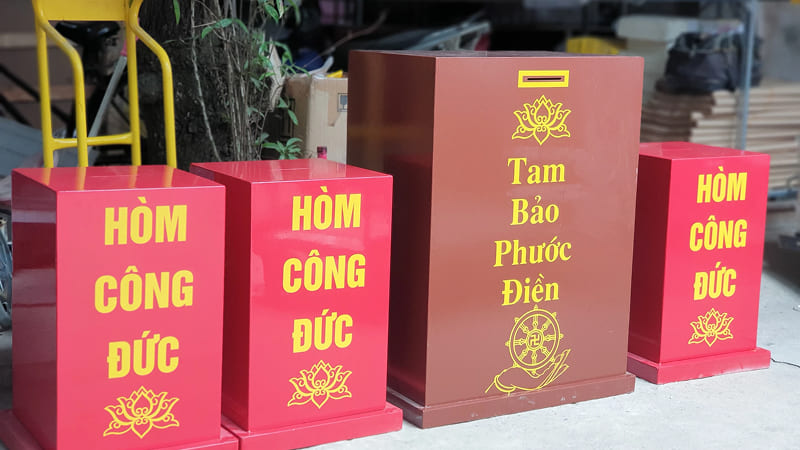 HÒM
CÔNG
ĐỨC
HÒM
CÔNG
ĐỨC
Tam
Bảo
Phước
Điền
HÒM
CÔNG
ĐỨC